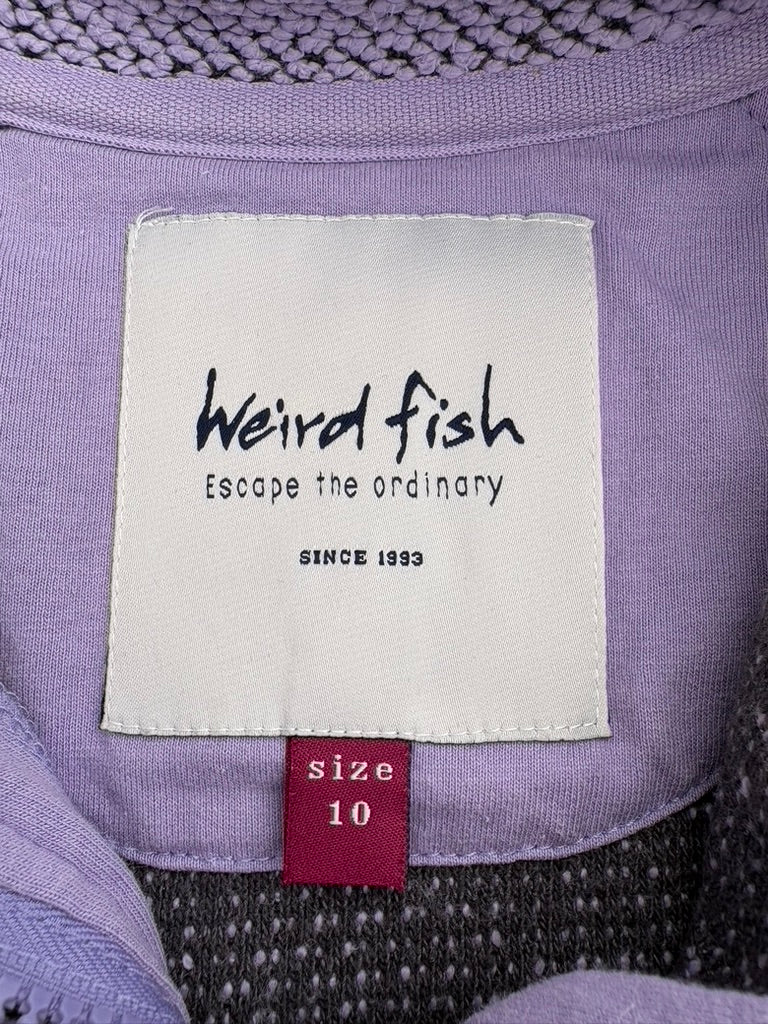 Weird fish
Escape the ordinary
SINCE 1993
size
10